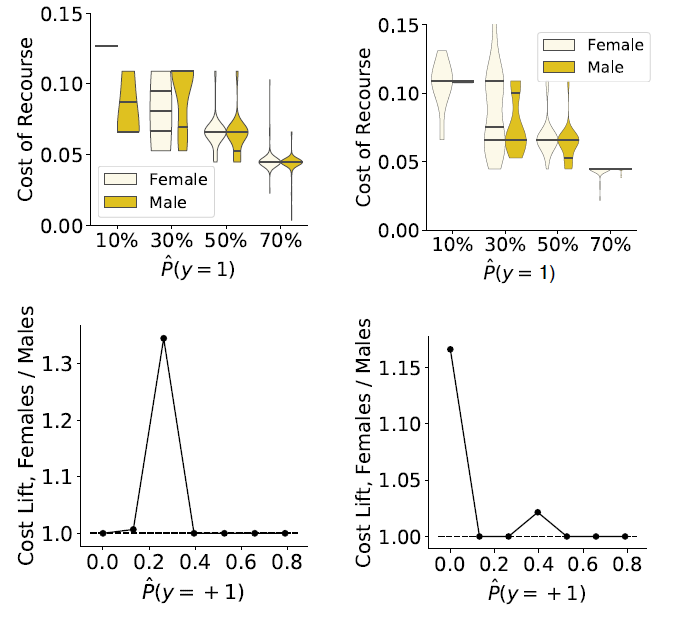 0.15
0.10
0.05
0.00
Cost of Recourse
Female
Male
10% 30% 50% 70%
P̂(y = 1)
0.15
0.10
0.05
0.00
Cost of Recourse
Female
Male
10% 30% 50% 70%
P̂(y = 1)
1.3
1.2
1.1
1.0
Cost Lift, Females / Males
0.0 0.2 0.4 0.6 0.8
P̂(y = +1)
1.15
1.10
1.05
1.00
Cost Lift, Females / Males
0.0 0.2 0.4 0.6 0.8
P̂(y = +1)